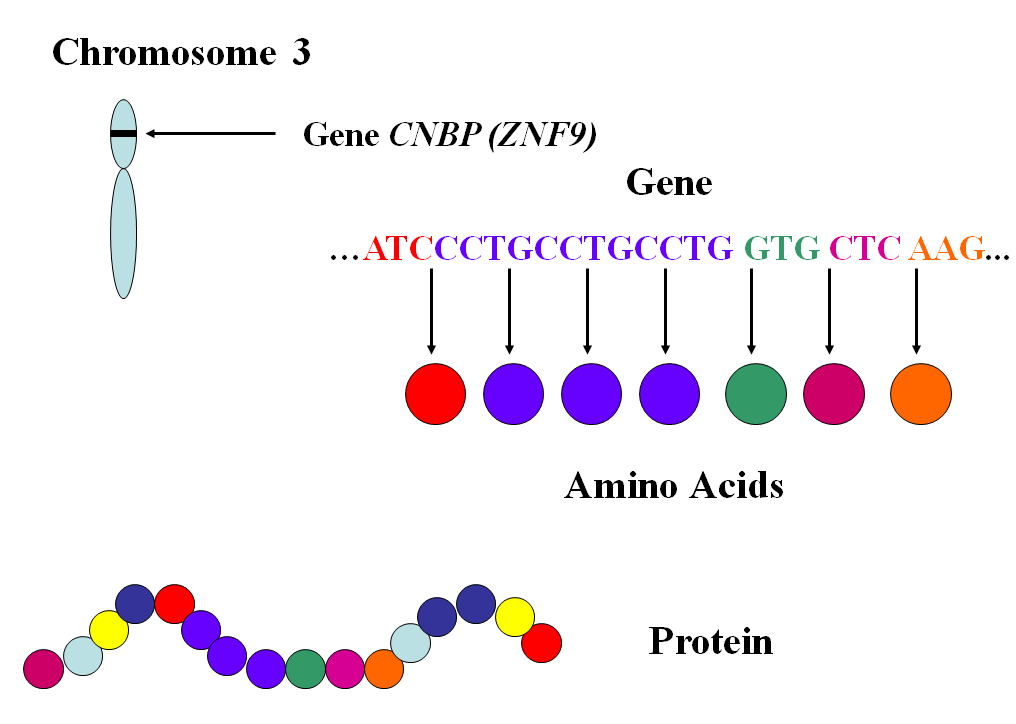 Chromosome 3
Gene CNBP (ZNF9)
Gene
...ATCCCTGCCTGCCTG GTG CTC AAG...
Amino Acids
Protein